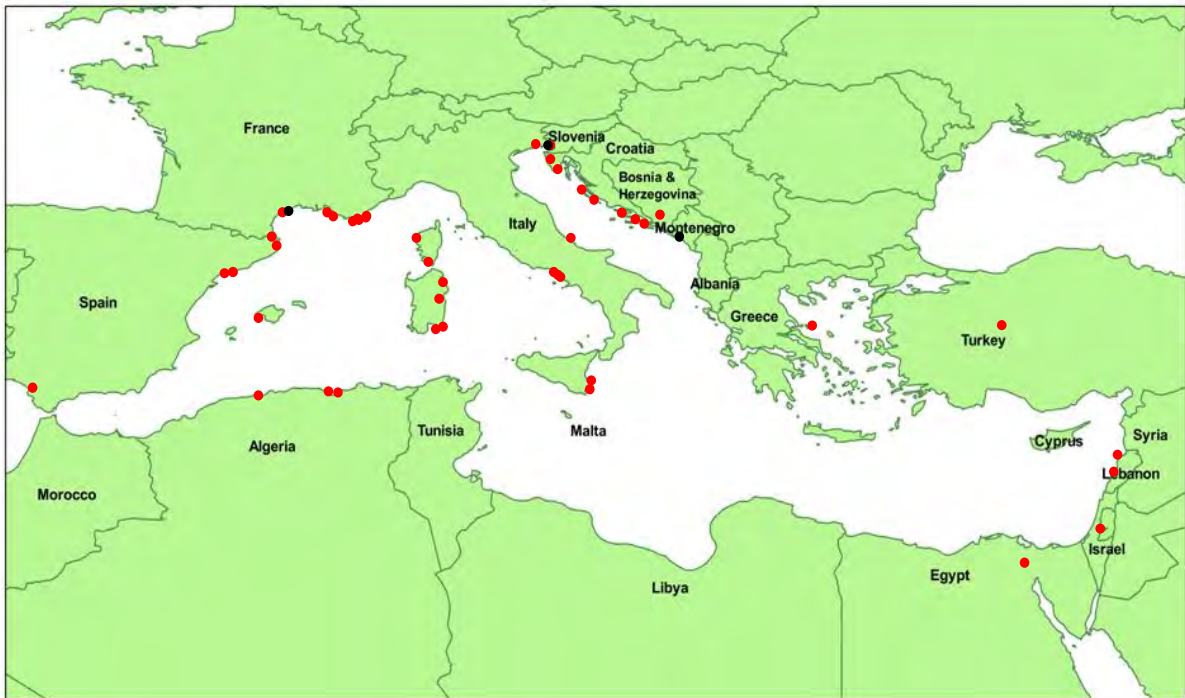 France
Slovenia
Croatia
Bosnia &
Herzegovina
Italy
Montenegro
Albania
Spain
Greece
Turkey
Tunisia
Malta
Algeria
Cyprus
Syria
Morocco
Lebanon
Israel
Egypt
Libya